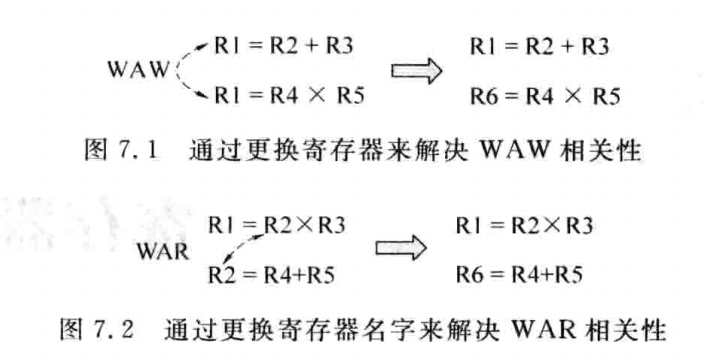 R1 = R2 + R3 R1 = R2 + R3
WAW
R1 = R4 × R5 R6 = R4 × R5
图 7.1 通过更换寄存器来解决 WAW 相关性
R1 = R2×R3 R1 = R2×R3
WAR
R2 = R4+R5 R6 = R4+R5
图 7.2 通过更换寄存器名字来解决 WAR 相关性